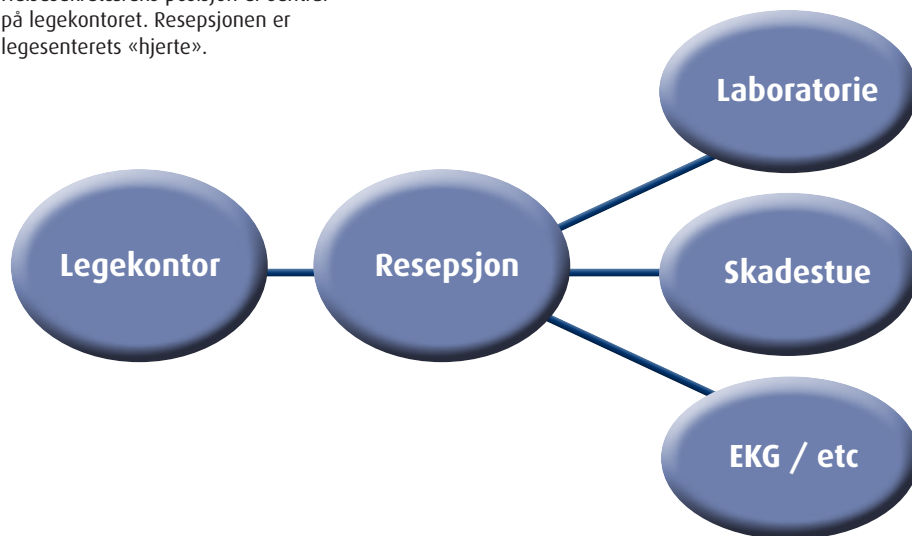 på legekontoret. Resepsjonen er
legesenterets «hjerte».
Laboratorie
Legekontor
Resepsjon
Skadestue
EKG / etc